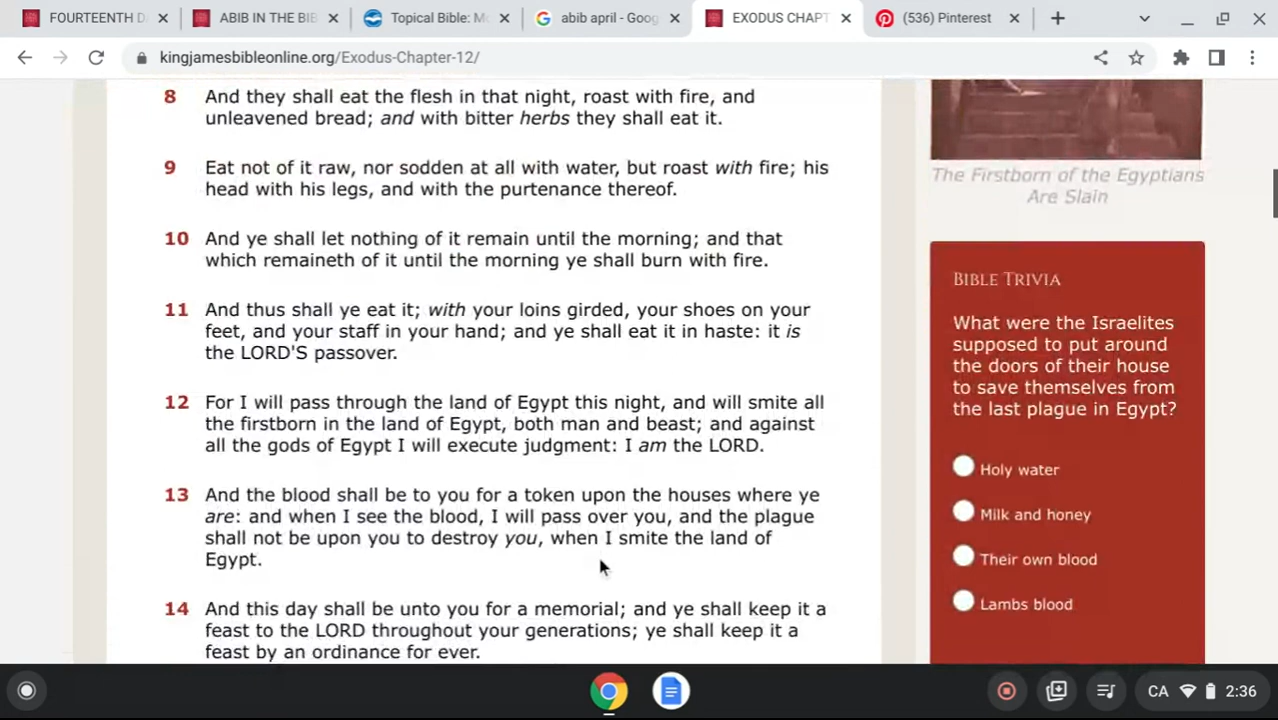 FOURTEENTH D
ABIB IN THE BIB
Topical Bible: M
abib april - Goog
EXODUS CHAPT
(536) Pinterest
kingjamesbibleonline.org/Exodus-Chapter-12/
8 And they shall eat the flesh in that night, roast with fire, and
unleavened bread; and with bitter herbs they shall eat it.
9 Eat not of it raw, nor sodden at all with water, but roast with fire; his
head with his legs, and with the purtenance thereof.
10 And ye shall let nothing of it remain until the morning; and that
which remaineth of it until the morning ye shall burn with fire.
11 And thus shall ye eat it; with your loins girded, your shoes on your
feet, and your staff in your hand; and ye shall eat it in haste: it is
the LORD'S passover.
12 For I will pass through the land of Egypt this night, and will smite all
the firstborn in the land of Egypt, both man and beast; and against
all the gods of Egypt I will execute judgment: I am the LORD.
13 And the blood shall be to you for a token upon the houses where ye
are: and when I see the blood, I will pass over you, and the plague
shall not be upon you to destroy you, when I smite the land of
Egypt.
14 And this day shall be unto you for a memorial; and ye shall keep it a
feast to the LORD throughout your generations; ye shall keep it a
feast by an ordinance for ever.
The Firstborn of the Egyptians
Are Slain
BIBLE TRIVIA
What were the Israelites
supposed to put around
the doors of their house
to save themselves from
the last plague in Egypt?
Holy water
Milk and honey
Their own blood
Lambs blood
CA 2:36